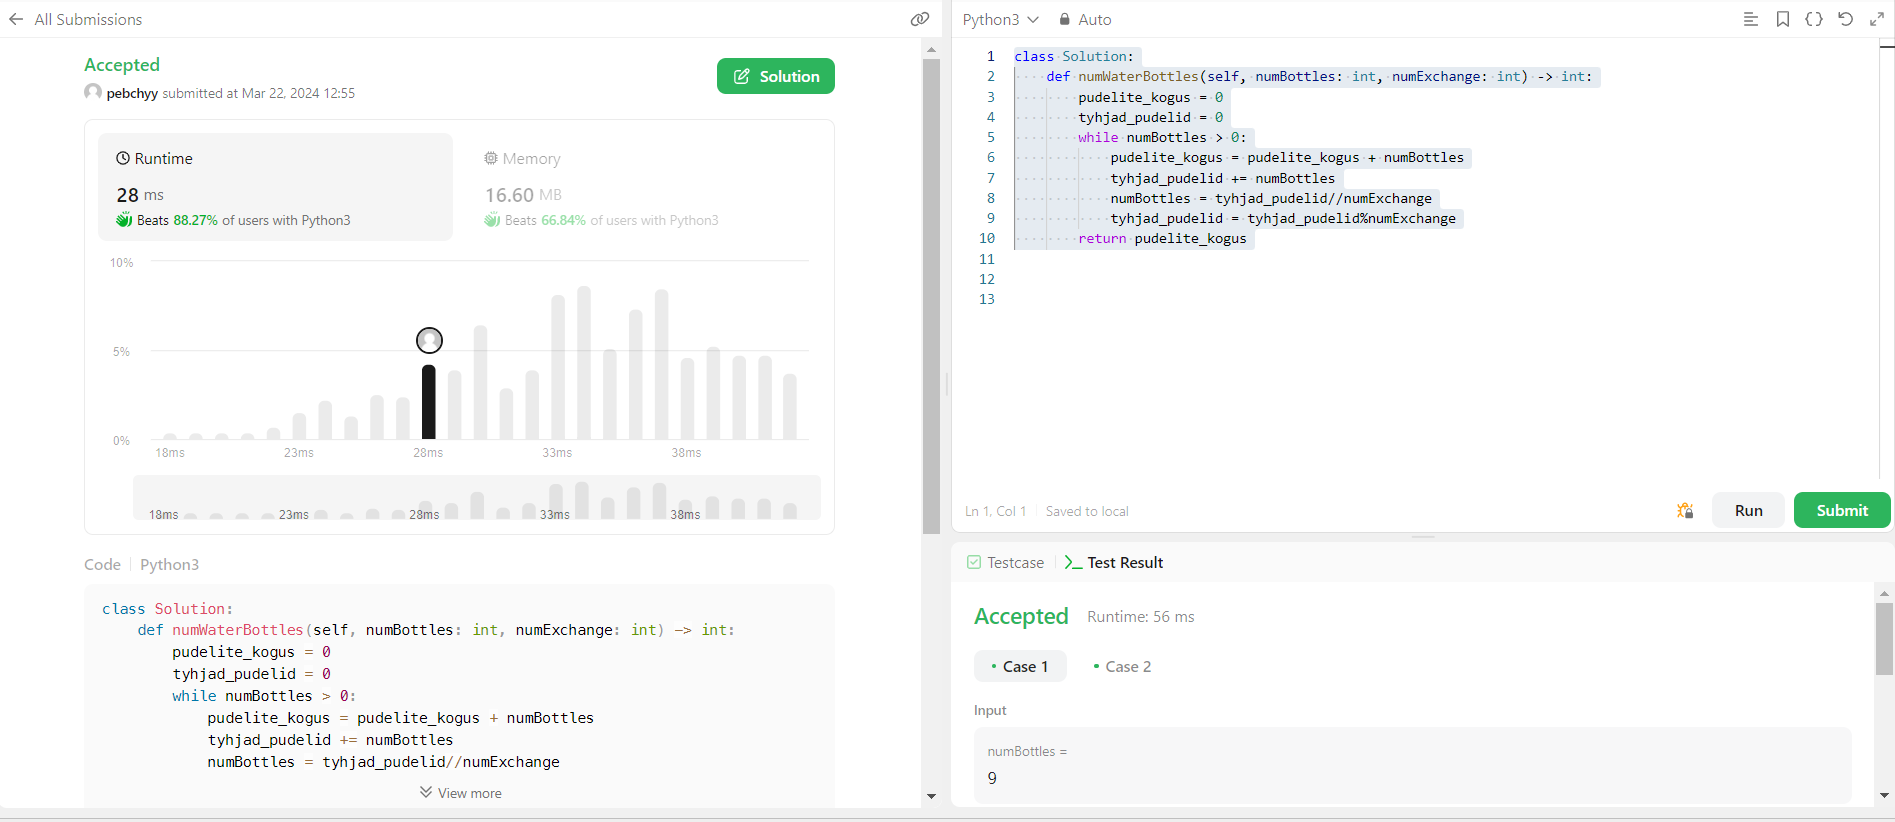 All Submissions
Accepted
pebchyy submitted at Mar 22, 2024 12:55
Solution
Runtime
28 ms
Beats 88.27% of users with Python3
Memory
16.60 MB
Beats 66.84% of users with Python3
10%
5%
0%
18ms 23ms 28ms 33ms 38ms
18ms 23ms 28ms 33ms 38ms
Code Python3
class Solution:
    def numWaterBottles(self, numBottles: int, numExchange: int) -> int:
        pudelite_kogus = 0
        tyhjad_pudelid = 0
        while numBottles > 0:
            pudelite_kogus = pudelite_kogus + numBottles
            tyhjad_pudelid += numBottles
            numBottles = tyhjad_pudelid//numExchange
View more
Python3 Auto
1 class Solution:
2     def numWaterBottles(self, numBottles: int, numExchange: int) -> int:
3         pudelite_kogus = 0
4         tyhjad_pudelid = 0
5         while numBottles > 0:
6             pudelite_kogus = pudelite_kogus + numBottles
7             tyhjad_pudelid += numBottles
8             numBottles = tyhjad_pudelid//numExchange
9             tyhjad_pudelid = tyhjad_pudelid%numExchange
10         return pudelite_kogus
11
12
13
Ln 1, Col 1 Saved to local
Run
Submit
Testcase
Test Result
Accepted Runtime: 56 ms
Case 1 Case 2
Input
numBottles =
9